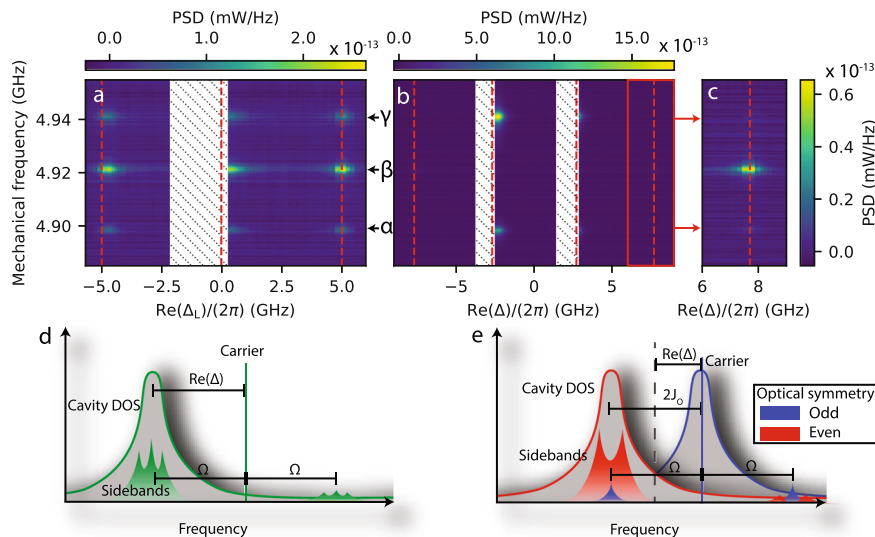 PSD (mW/Hz)
0.0 1.0 2.0
x 10-13
PSD (mW/Hz)
0.0 5.0 10.0 15.0
x 10-13
x 10-13
Mechanical frequency (GHz)
4.94
4.92
4.90
a
γ
β
α
b
c
0.6
0.4
0.2
0.0
PSD (mW/Hz)
−5.0 −2.5 0.0 2.5 5.0
Re(ΔL)/(2π) (GHz)
−5 0 5
Re(Δ)/(2π) (GHz)
6 8
Re(Δ)/(2π) (GHz)
d
Carrier
Re(Δ)
Cavity DOS
Ω
Ω
Sidebands
Frequency
e
Re(Δ)
Carrier
Cavity DOS
2JO
Sidebands
Ω
Ω
Frequency
Optical symmetry
Odd
Even